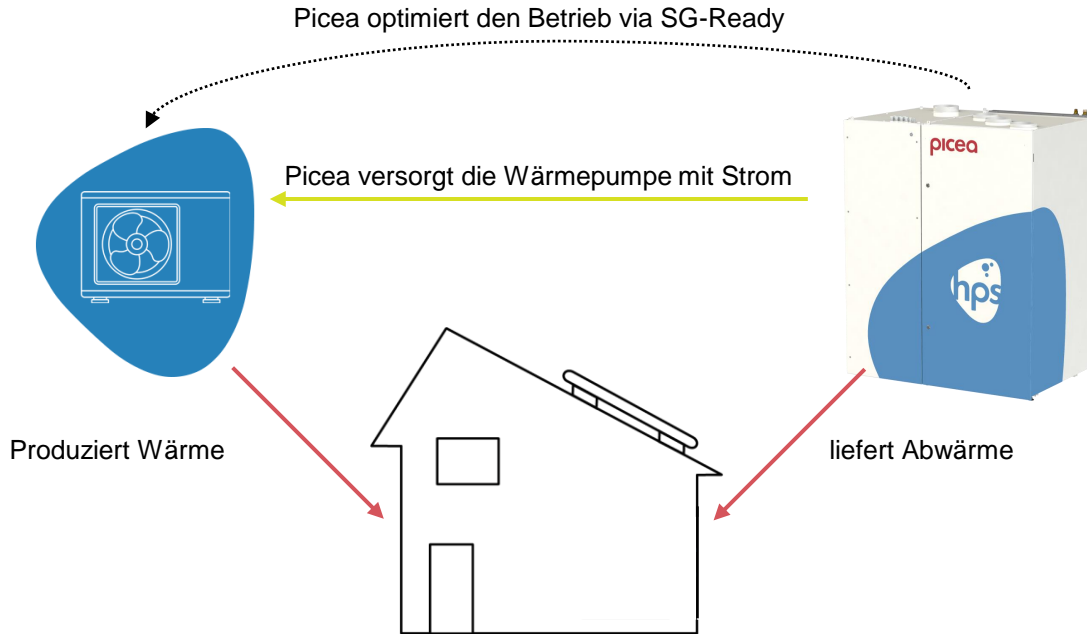 Picea optimiert den Betrieb via SG-Ready
picea
Picea versorgt die Wärmepumpe mit Strom
hps
Produziert Wärme
liefert Abwärme